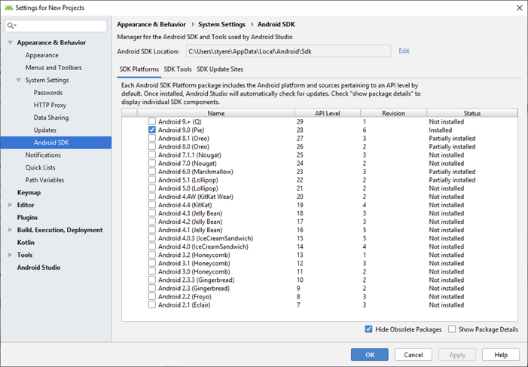 Settings for New Projects
Appearance & Behavior
Appearance
Menus and Toolbars
System Settings
Passwords
HTTP Proxy
Data Sharing
Updates
Android SDK
Notifications
Quick Lists
Path Variables
Keymap
Editor
Plugins
Build, Execution, Deployment
Kotlin
Tools
Android Studio
Appearance & Behavior › System Settings › Android SDK
Manager for the Android SDK and Tools used by Android Studio
Android SDK Location: C:\Users\styere\AppData\Local\Android\Sdk Edit
SDK Platforms SDK Tools SDK Update Sites
Each Android SDK Platform package includes the Android platform and sources pertaining to an API level by
default. Once installed, Android Studio will automatically check for updates. Check "show package details" to
display individual SDK components.
Name API Level Revision Status
Android 9.+ (Q) 29 1 Not installed
Android 9.0 (Pie) 28 6 Installed
Android 8.1 (Oreo) 27 3 Partially installed
Android 8.0 (Oreo) 26 2 Partially installed
Android 7.1.1 (Nougat) 25 3 Not installed
Android 7.0 (Nougat) 24 2 Not installed
Android 6.0 (Marshmallow) 23 3 Partially installed
Android 5.1 (Lollipop) 22 2 Partially installed
Android 5.0 (Lollipop) 21 2 Not installed
Android 4.4W (KitKat Wear) 20 2 Not installed
Android 4.4 (KitKat) 19 4 Not installed
Android 4.3 (Jelly Bean) 18 3 Not installed
Android 4.2 (Jelly Bean) 17 3 Not installed
Android 4.1 (Jelly Bean) 16 5 Not installed
Android 4.0.3 (IceCreamSandwich) 15 5 Not installed
Android 4.0 (IceCreamSandwich) 14 4 Not installed
Android 3.2 (Honeycomb) 13 1 Not installed
Android 3.1 (Honeycomb) 12 3 Not installed
Android 3.0 (Honeycomb) 11 2 Not installed
Android 2.3.3 (Gingerbread) 10 2 Not installed
Android 2.3 (Gingerbread) 9 2 Not installed
Android 2.2 (Froyo) 8 3 Not installed
Android 2.1 (Eclair) 7 3 Not installed
Hide Obsolete Packages Show Package Details
OK Cancel Apply Help